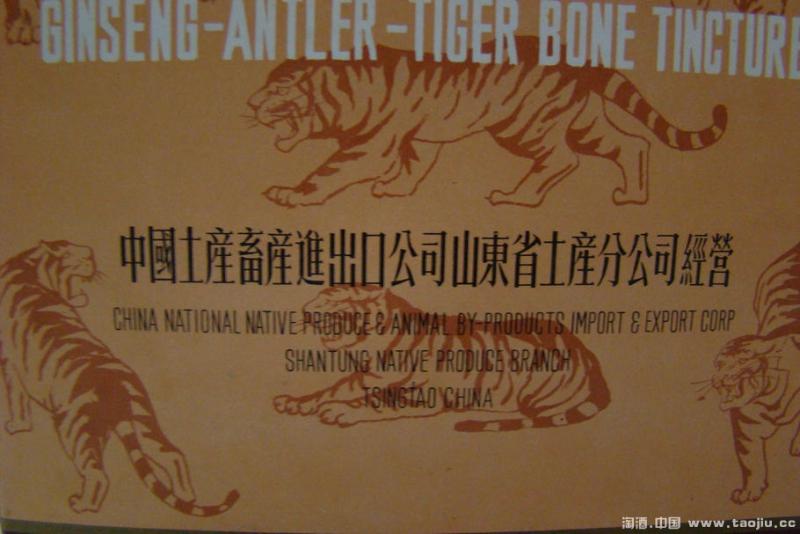 GINSENG-ANTLER-TIGER BONE TINCTURE
中國土産畜産進出口公司山東省土産分公司經營
CHINA NATIONAL NATIVE PRODUCE & ANIMAL BY-PRODUCTS IMPORT & EXPORT CORP
SHANTUNG NATIVE PRODUCE BRANCH
TSINGTAO CHINA
淘酒.中国 www.taojiu.cc